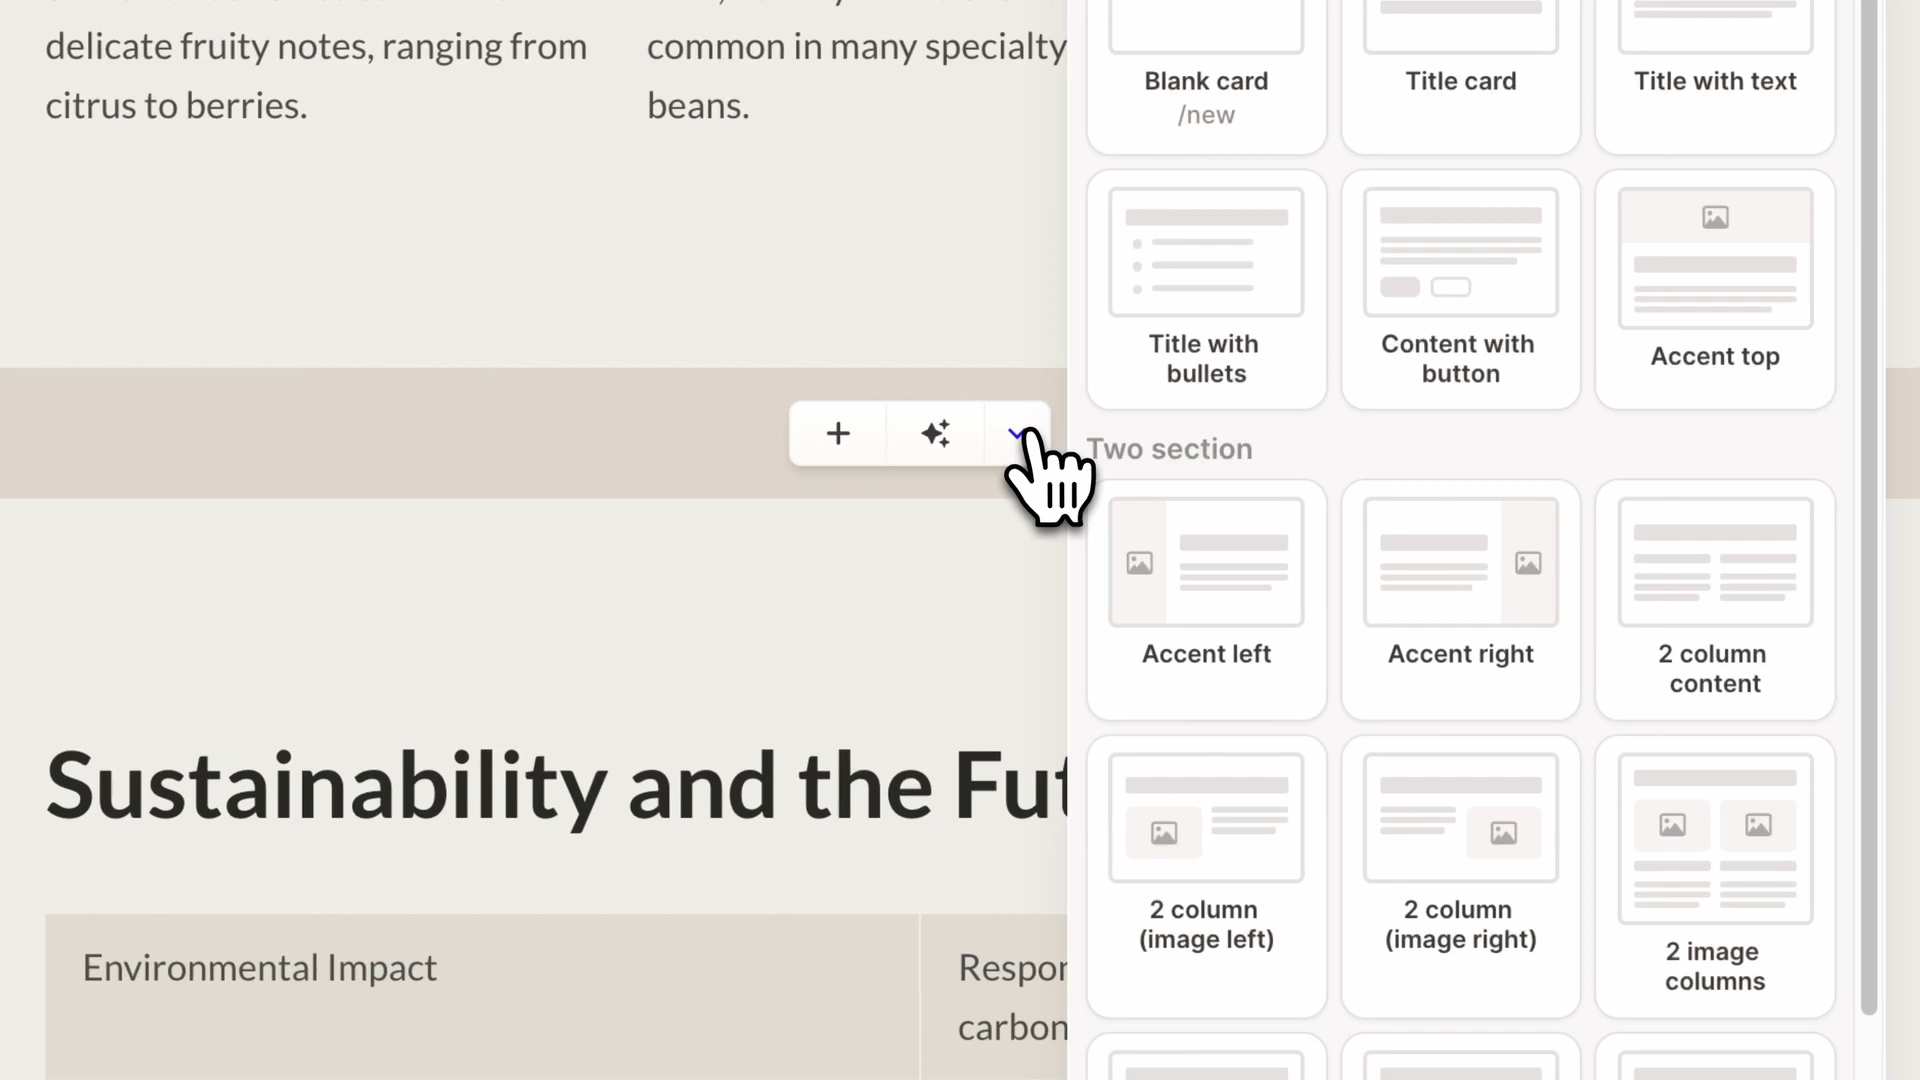 delicate fruity notes, ranging from
citrus to berries.
common in many specialty
beans.
Sustainability and the Fut
Environmental Impact
Respon
carbon
Blank card
/new
Title card
Title with text
Title with
bullets
Content with
button
Accent top
Two section
Accent left
Accent right
2 column
content
2 column
(image left)
2 column
(image right)
2 image
columns